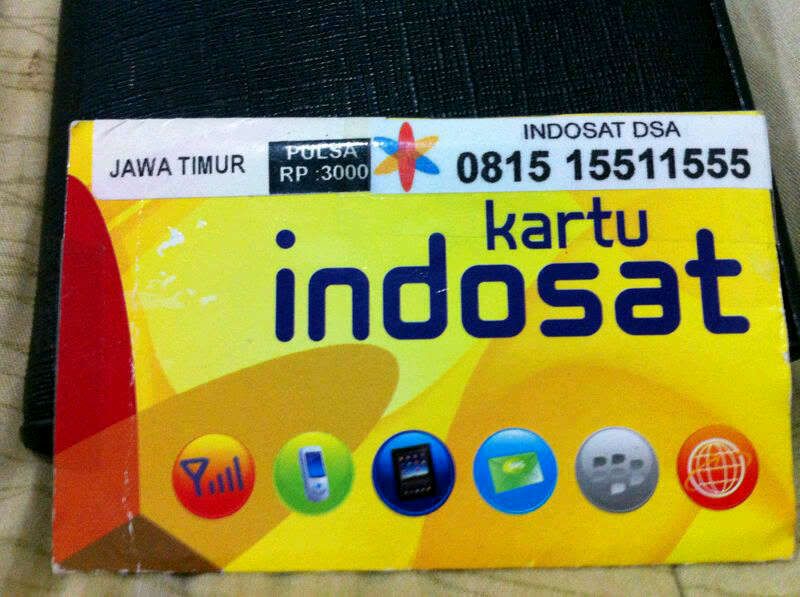 JAWA TIMUR
PULSA
RP :3000
INDOSAT DSA
0815 15511555
kartu
indosat